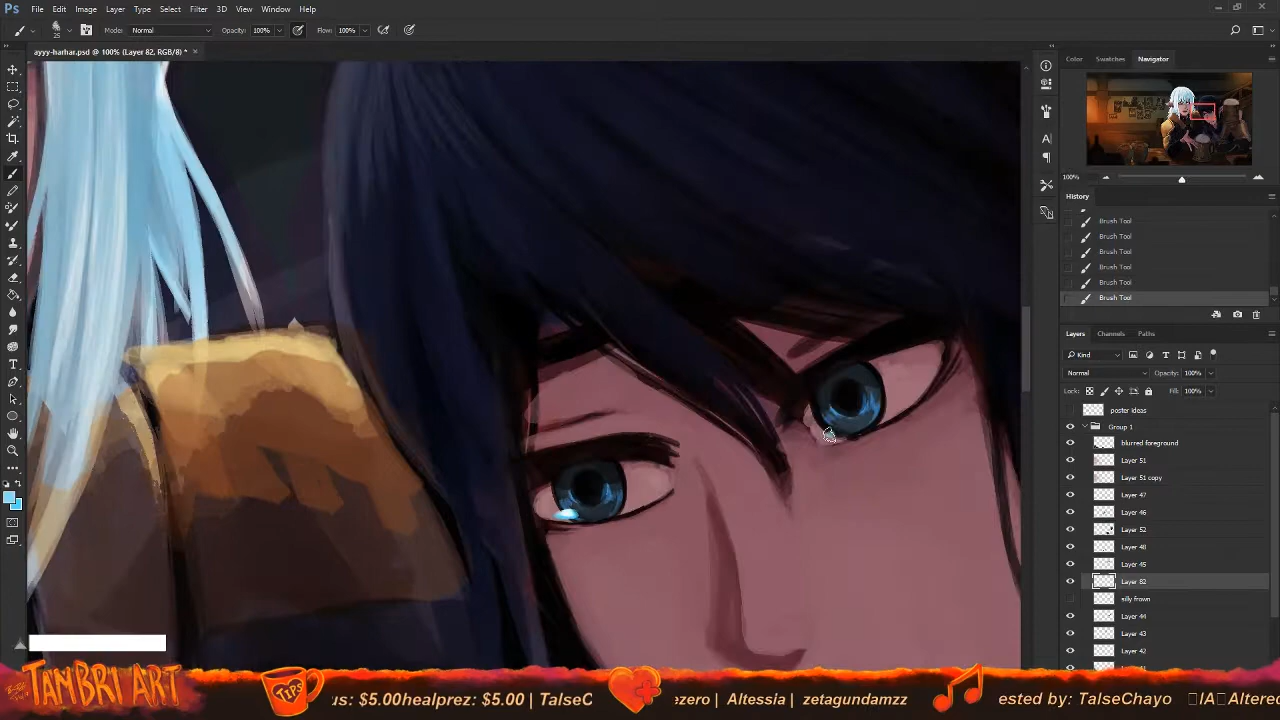 Ps File Edit Image Layer Type Select Filter 3D View Window Help
25 Mode: Normal Opacity: 100% Flow: 100%
ayyy-harhar.psd @ 100% (Layer 82, RGB/8) *
Color Swatches Navigator
100%
History
Brush Tool
Brush Tool
Brush Tool
Brush Tool
Brush Tool
Brush Tool
Layers Channels Paths
Kind
Normal Opacity: 100%
Lock: Fill: 100%
poster ideas
Group 1
blurred foreground
Layer 51
Layer 51 copy
Layer 47
Layer 46
Layer 52
Layer 48
Layer 45
Layer 82
silly frown
Layer 44
Layer 43
Layer 42
TAMBRI ART TIPS us: $5.00healprez: $5.00 | TalseC ezero | Altessia | zetagundamzz ested by: TalseChayo